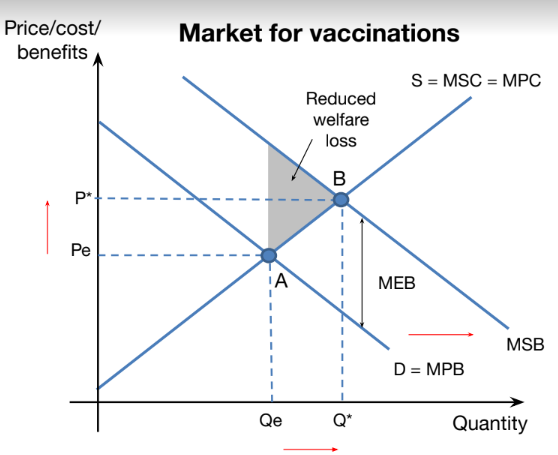 Market for vaccinations
Price/cost/
benefits
S = MSC = MPC
Reduced
welfare
loss
B
P*
Pe
A
MEB
MSB
D = MPB
Qe
Q*
Quantity